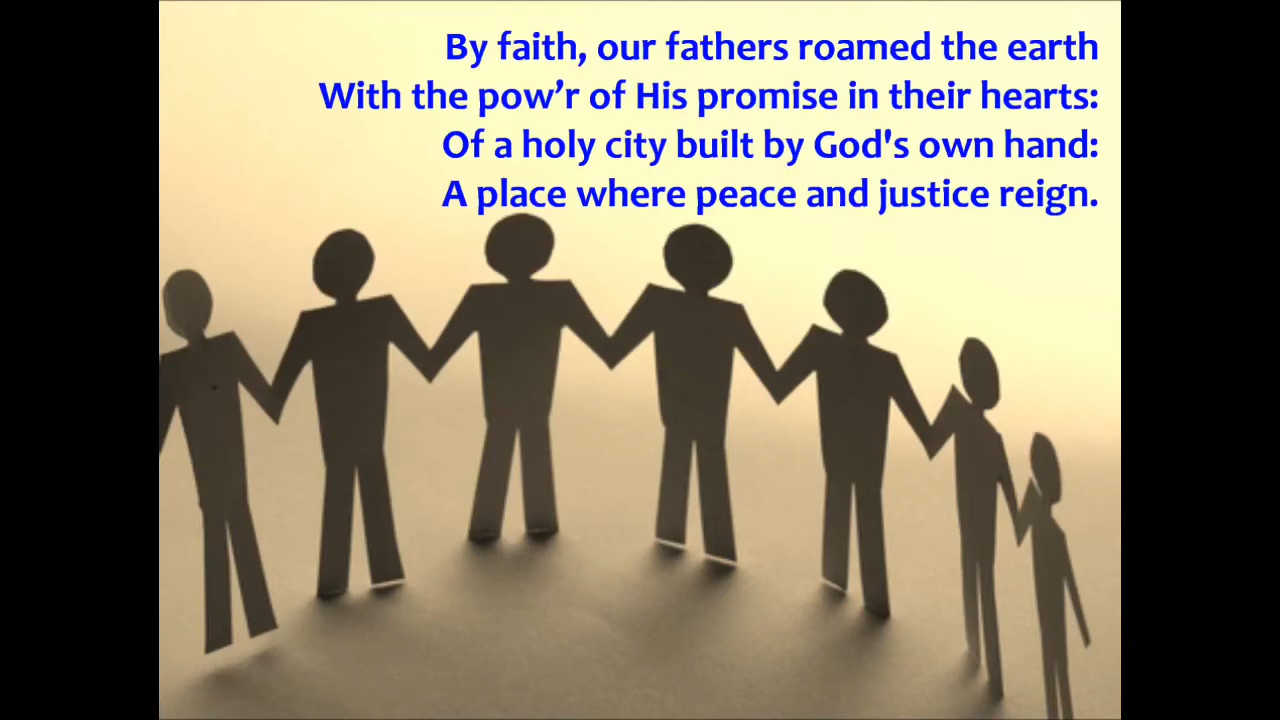 By faith, our fathers roamed the earth
With the pow’r of His promise in their hearts:
Of a holy city built by God's own hand:
A place where peace and justice reign.